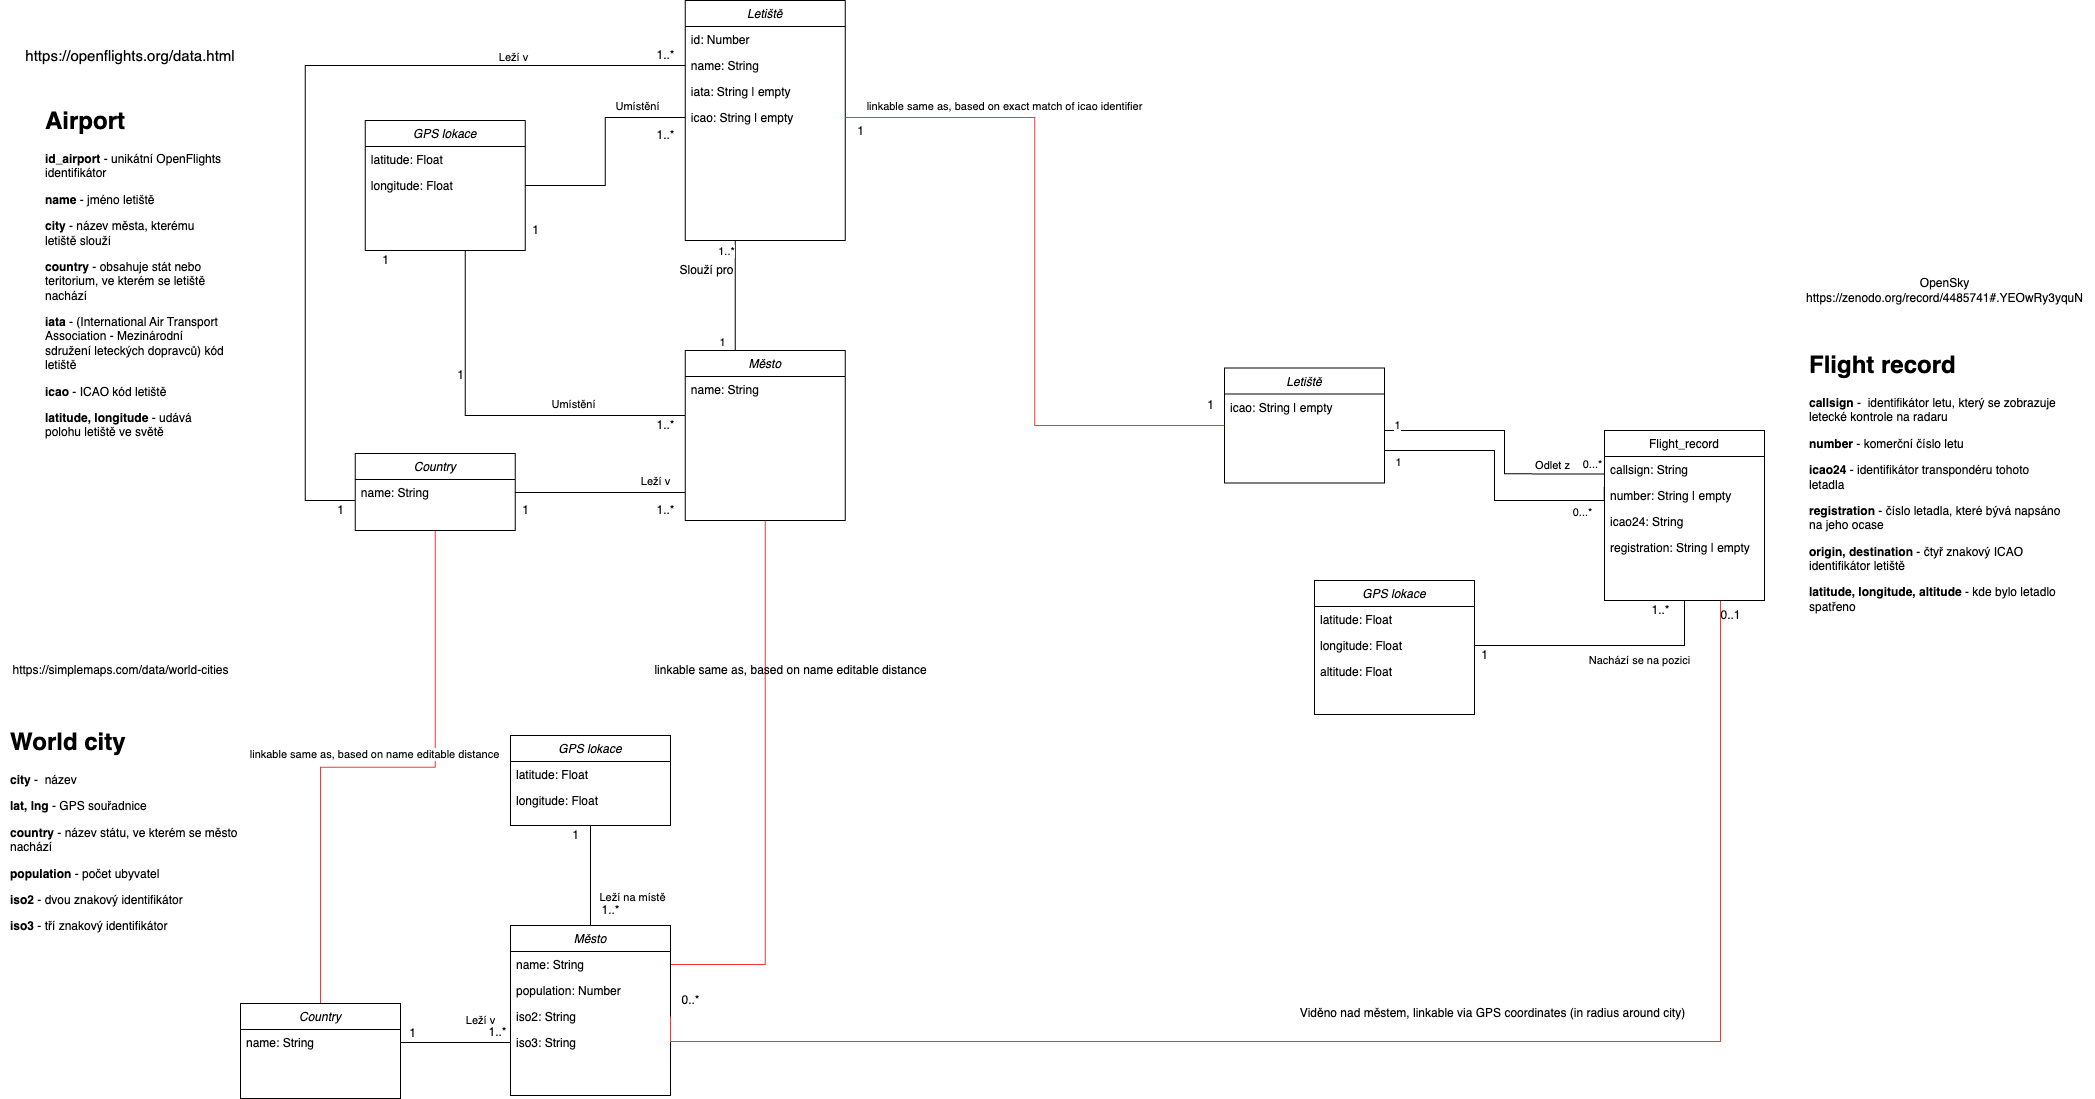 https://openflights.org/data.html
Airport
id_airport - unikátní OpenFlights
identifikátor
name - jméno letiště
city - název města, kterému
letiště slouží
country - obsahuje stát nebo
teritorium, ve kterém se letiště
nachází
iata - (International Air Transport
Association - Mezinárodní
sdružení leteckých dopravců) kód
letiště
icao - ICAO kód letiště
latitude, longitude - udává
polohu letiště ve světě
Leží v
1..*
Letiště
id: Number
name: String
iata: String | empty
icao: String | empty
Umístění
1..*
GPS lokace
latitude: Float
longitude: Float
1
1
linkable same as, based on exact match of icao identifier
1
1..*
Slouží pro
1
Město
name: String
1
Umístění
1..*
Country
name: String
1
1
Leží v
1..*
1
Letiště
icao: String | empty
1
1
Odlet z
0...*
0...*
OpenSky
https://zenodo.org/record/4485741#.YEOwRy3yquN
Flight record
callsign -  identifikátor letu, který se zobrazuje
letecké kontrole na radaru
number - komerční číslo letu
icao24 - identifikátor transpondéru tohoto
letadla
registration - číslo letadla, které bývá napsáno
na jeho ocase
origin, destination - čtyř znakový ICAO
identifikátor letiště
latitude, longitude, altitude - kde bylo letadlo
spatřeno
Flight_record
callsign: String
number: String | empty
icao24: String
registration: String | empty
1..*
0..1
GPS lokace
latitude: Float
longitude: Float
altitude: Float
1
Nachází se na pozici
https://simplemaps.com/data/world-cities
linkable same as, based on name editable distance
World city
city -  název
lat, lng - GPS souřadnice
country - název státu, ve kterém se město
nachází
population - počet ubyvatel
iso2 - dvou znakový identifikátor
iso3 - tří znakový identifikátor
linkable same as, based on name editable distance
GPS lokace
latitude: Float
longitude: Float
1
Leží na místě
1..*
Město
name: String
population: Number
iso2: String
iso3: String
0..*
Country
name: String
1
Leží v
1..*
Viděno nad městem, linkable via GPS coordinates (in radius around city)